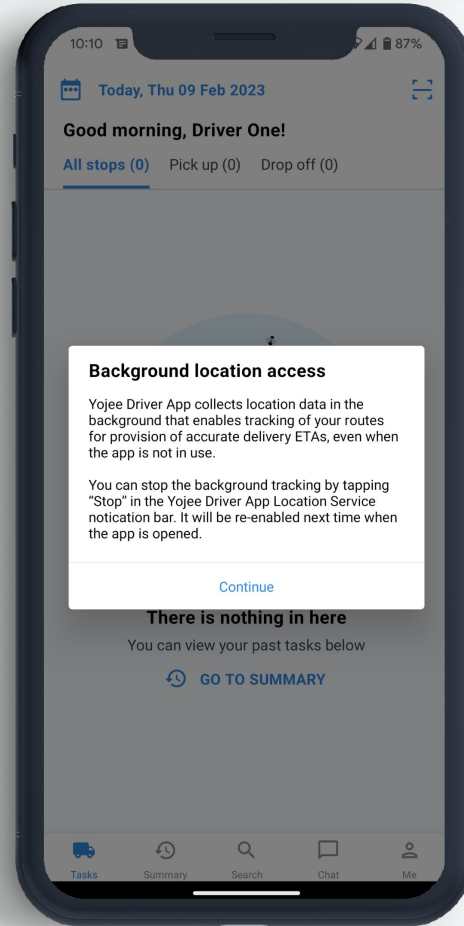 10:10
87%
Today, Thu 09 Feb 2023
Good morning, Driver One!
All stops (0) Pick up (0) Drop off (0)
Background location access
Yojee Driver App collects location data in the
background that enables tracking of your routes
for provision of accurate delivery ETAs, even when
the app is not in use.
You can stop the background tracking by tapping
“Stop” in the Yojee Driver App Location Service
notication bar. It will be re-enabled next time when
the app is opened.
Continue
There is nothing in here
You can view your past tasks below
GO TO SUMMARY
Tasks Summary Search Chat Me